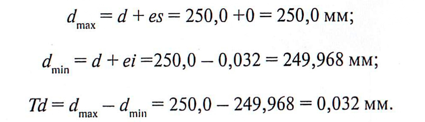 d_max = d + es = 250,0 +0 = 250,0 мм;
d_min = d + ei =250,0 – 0,032 = 249,968 мм;
Td = d_max – d_min = 250,0 – 249,968 = 0,032 мм.